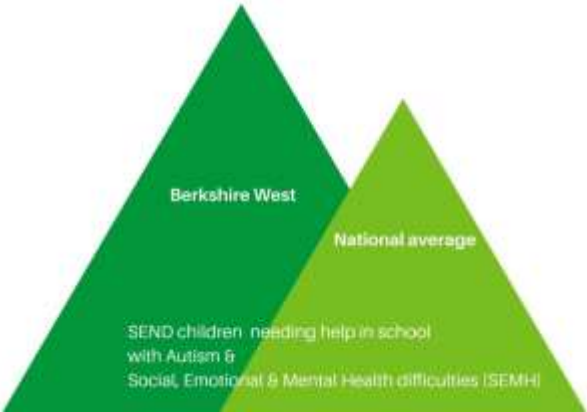 Berkshire West
National average
SEND children needing help in school
with Autism &
Social, Emotional & Mental Health difficulties (SEMH)